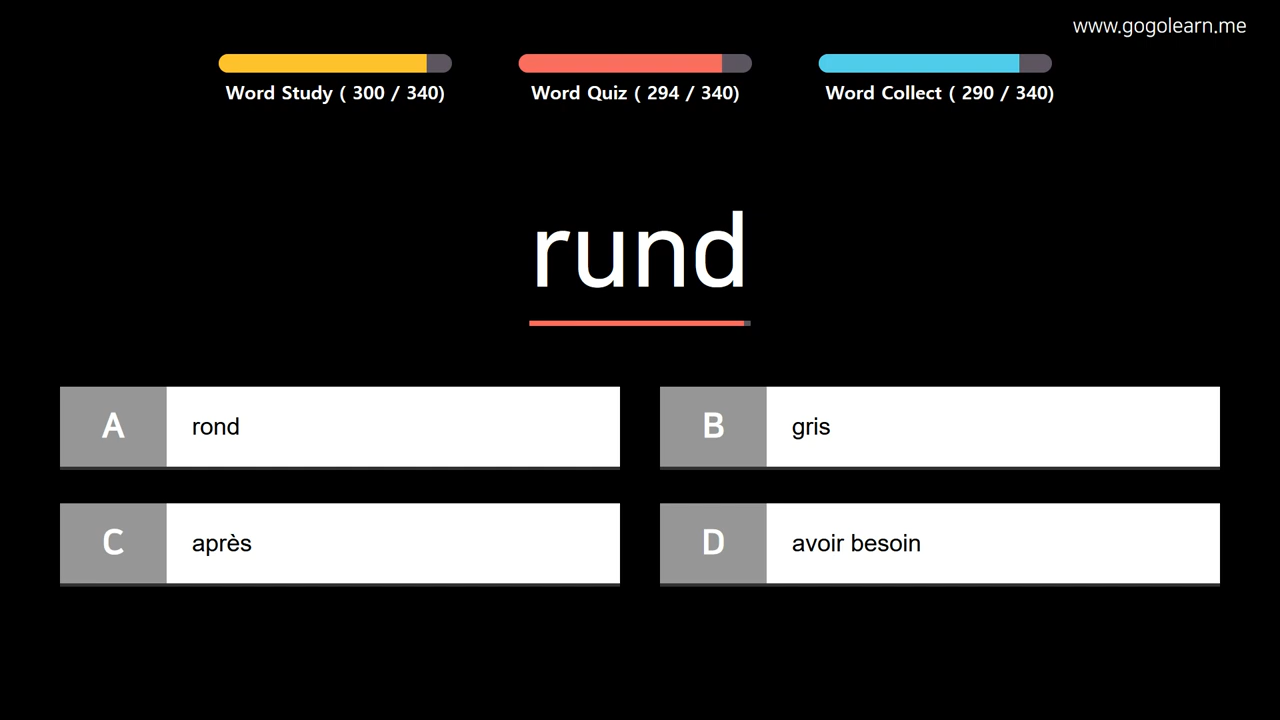 www.gogolearn.me
Word Study ( 300 / 340)
Word Quiz ( 294 / 340)
Word Collect ( 290 / 340)
rund
A rond
B gris
C après
D avoir besoin